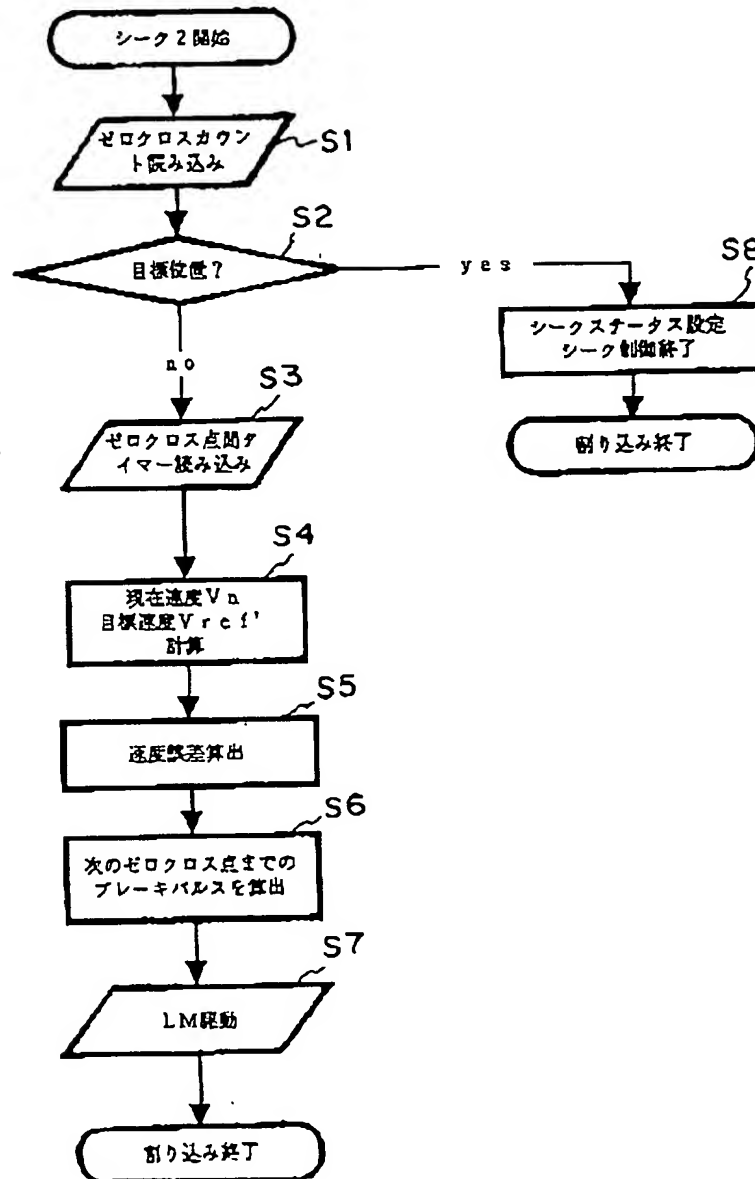 シーク2開始
ゼロクロスカウン
ト読み込み
S1
S2
目標位置?
yes
S8
シークステータス設定
シーク制御終了
割り込み終了
no
S3
ゼロクロス点間タ
イマー読み込み
S4
現在速度Vn
目標速度Vref'
計算
S5
速度誤差算出
S6
次のゼロクロス点までの
ブレーキパルスを算出
S7
LM駆動
割り込み終了